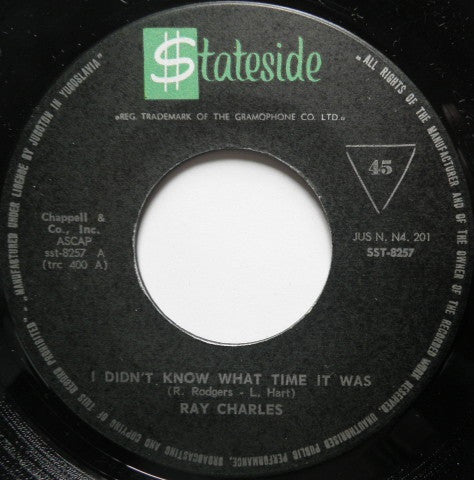 $tateside
„REG. TRADEMARK OF THE GRAMOPHONE CO. LTD.„
„MANUFACTURED UNDER LICENSE BY JUGOTON IN YUGOSLAVIA"
„ALL RIGHTS OF THE MANUFACTURER AND OF THE OWNER OF THE RECORDED WORK RESERVED. UNAUTHORISED PUBLIC PERFORMANCE, BROADCASTING AND COPYING OF THIS RECORD PROHIBITED"
45
Chappell &
Co., Inc.
ASCAP
sst-8257 A
(trc 400 A)
JUS N. N4. 201
SST-8257
I DIDN'T KNOW WHAT TIME IT WAS
(R. Rodgers - L. Hart)
RAY CHARLES